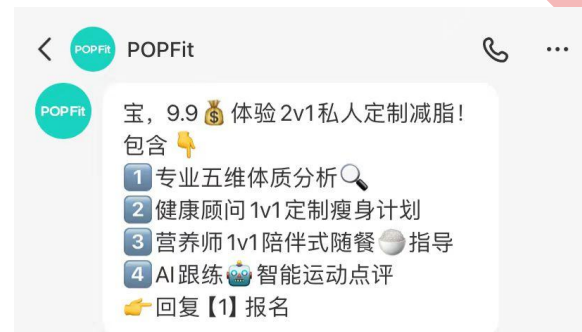 POPFit POPFit
POPFit
宝，9.9💰体验2v1私人定制减脂！
包含👇
1️⃣专业五维体质分析🔍
2️⃣健康顾问1v1定制瘦身计划
3️⃣营养师1v1陪伴式随餐🍚指导
4️⃣AI跟练🤖智能运动点评
👉回复【1】报名